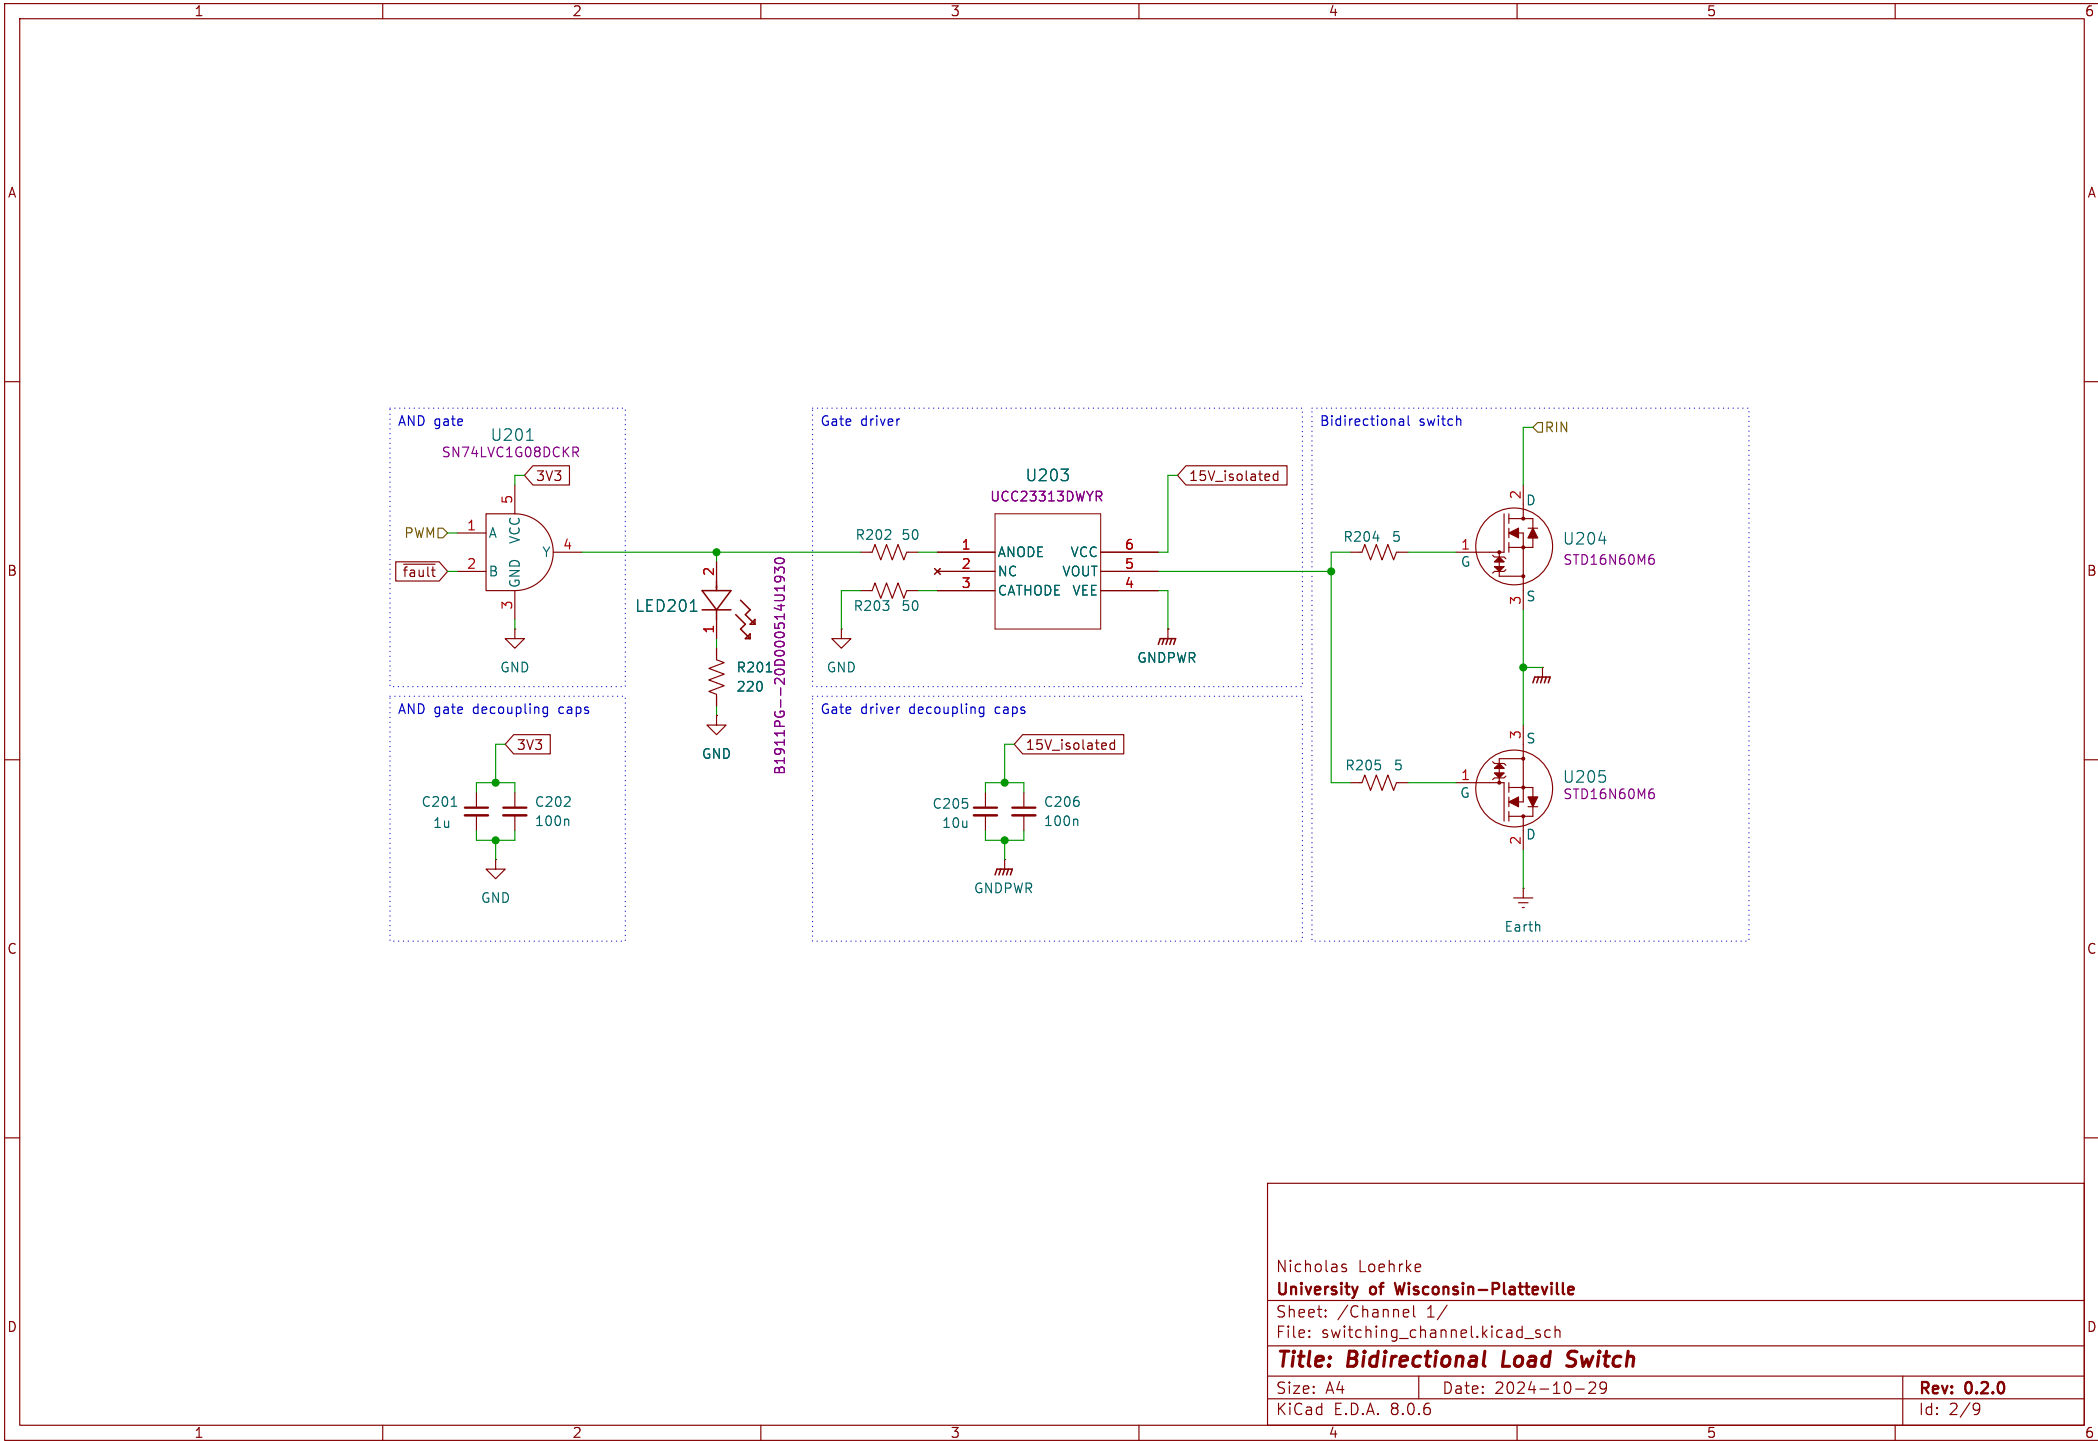 1 2 3 4 5 6
A A
B B
C C
D D
AND gate
U201
SN74LVC1G08DCKR
3V3
5
VCC
PWM 1 A
Y 4
fault 2 B
GND
3
GND
2
LED201
1
B1911PG--20D000514U1930
R201
220
GND
Gate driver
U203
UCC23313DWYR
15V_isolated
R202 50
1 ANODE VCC 6
2 NC VOUT 5
3 CATHODE VEE 4
R203 50
GND
GNDPWR
Bidirectional switch
RIN
2 D
R204 5
1
G
U204
STD16N60M6
3 S
3 S
R205 5
1
G
U205
STD16N60M6
2 D
Earth
AND gate decoupling caps
3V3
C201
1u
C202
100n
GND
Gate driver decoupling caps
15V_isolated
C205
10u
C206
100n
GNDPWR
Nicholas Loehrke
University of Wisconsin-Platteville
Sheet: /Channel 1/
File: switching_channel.kicad_sch
Title: Bidirectional Load Switch
Size: A4 Date: 2024-10-29 Rev: 0.2.0
KiCad E.D.A. 8.0.6 Id: 2/9
1 2 3 4 5 6